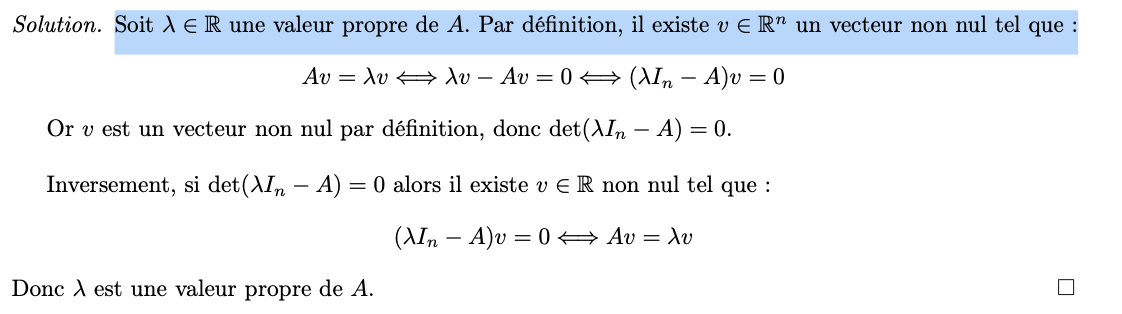 Solution. Soit λ ∈ ℝ une valeur propre de A. Par définition, il existe v ∈ ℝⁿ un vecteur non nul tel que :
Av = λv ⟺ λv − Av = 0 ⟺ (λIₙ − A)v = 0
Or v est un vecteur non nul par définition, donc det(λIₙ − A) = 0.
Inversement, si det(λIₙ − A) = 0 alors il existe v ∈ ℝ non nul tel que :
(λIₙ − A)v = 0 ⟺ Av = λv
Donc λ est une valeur propre de A. □